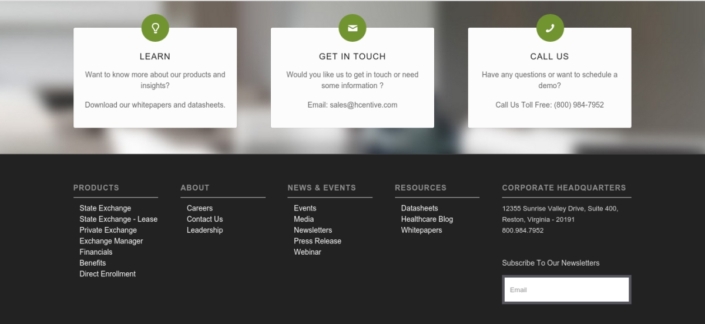 LEARN
Want to know more about our products and
insights?
Download our whitepapers and datasheets.
GET IN TOUCH
Would you like us to get in touch or need
some information ?
Email: sales@hcentive.com
CALL US
Have any questions or want to schedule a
demo?
Call Us Toll Free: (800) 984-7952
PRODUCTS
State Exchange
State Exchange - Lease
Private Exchange
Exchange Manager
Financials
Benefits
Direct Enrollment
ABOUT
Careers
Contact Us
Leadership
NEWS & EVENTS
Events
Media
Newsletters
Press Release
Webinar
RESOURCES
Datasheets
Healthcare Blog
Whitepapers
CORPORATE HEADQUARTERS
12355 Sunrise Valley Drive, Suite 400,
Reston, Virginia - 20191
800.984.7952
Subscribe To Our Newsletters
Email